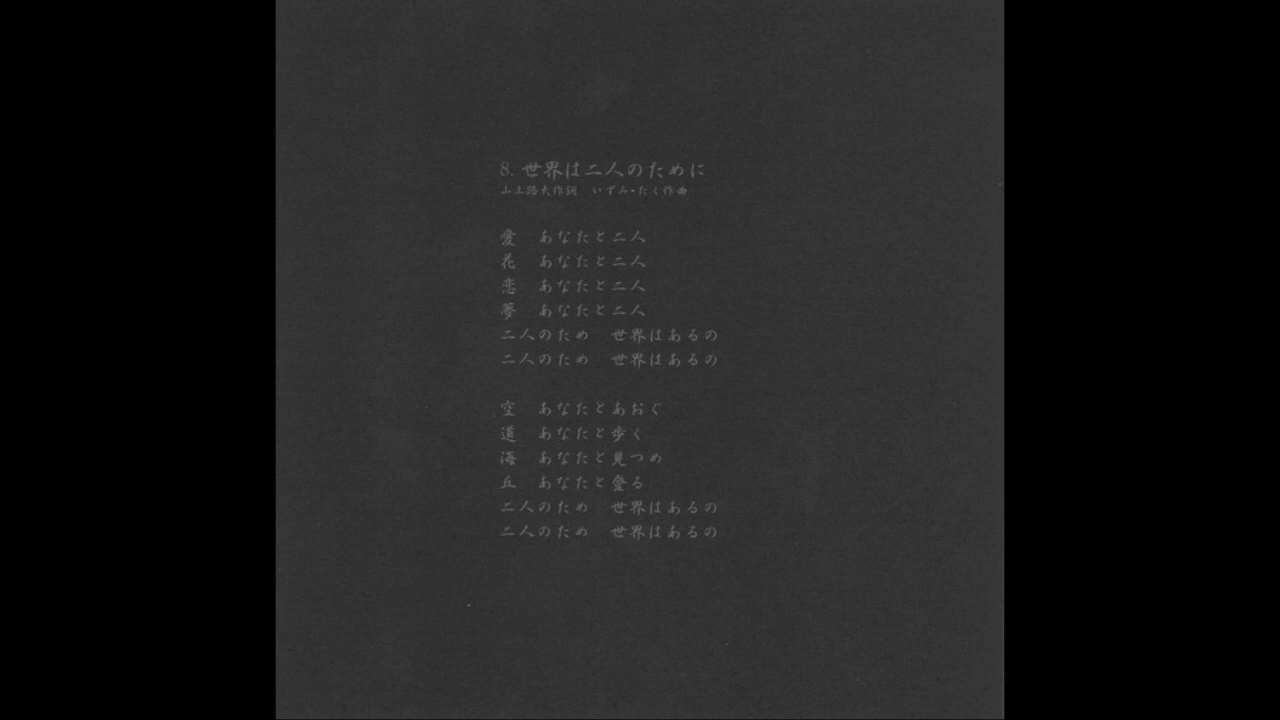 8. 世界は二人のために
山上路夫作詞　いずみ・たく作曲
愛　あなたと二人
花　あなたと二人
恋　あなたと二人
夢　あなたと二人
二人のため　世界はあるの
二人のため　世界はあるの
空　あなたとあおぐ
道　あなたと歩く
海　あなたと見つめ
丘　あなたと登る
二人のため　世界はあるの
二人のため　世界はあるの